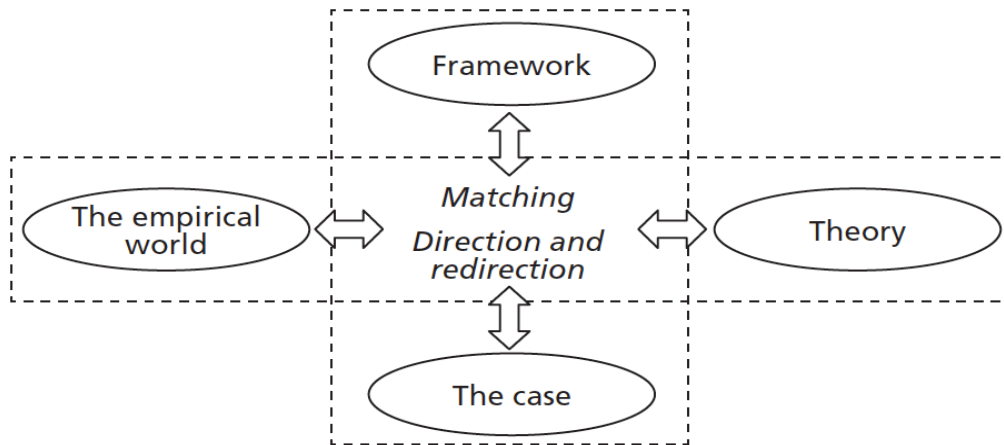 Framework
Matching
The empirical
world
Direction and
redirection
Theory
The case